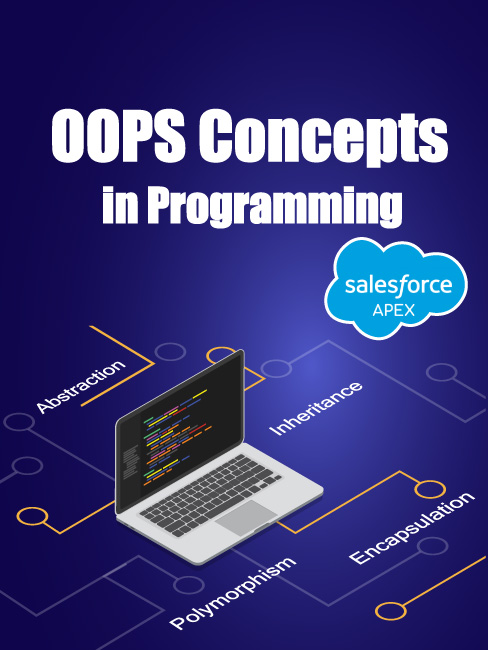 OOPS Concepts
in Programming
salesforce
APEX
Abstraction
Inheritance
Encapsulation
Polymorphism